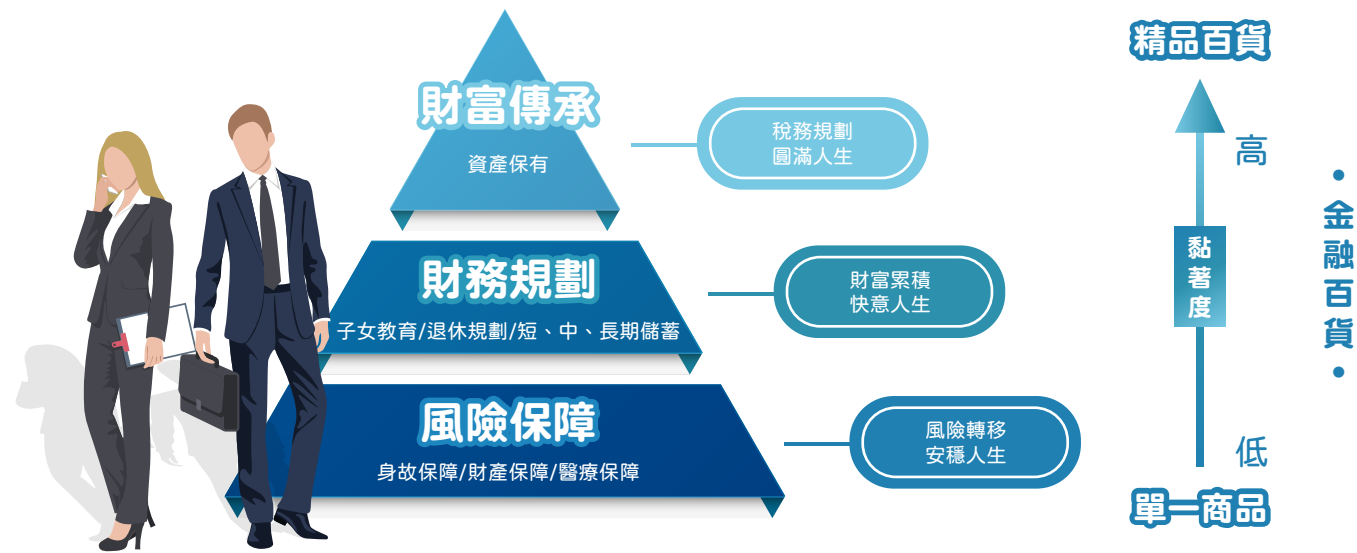 財富傳承
資產保有
稅務規劃
圓滿人生
財務規劃
子女教育/退休規劃/短、中、長期儲蓄
財富累積
快意人生
風險保障
身故保障/財產保障/醫療保障
風險轉移
安穩人生
精品百貨
高
黏著度
低
單一商品
•金融百貨•